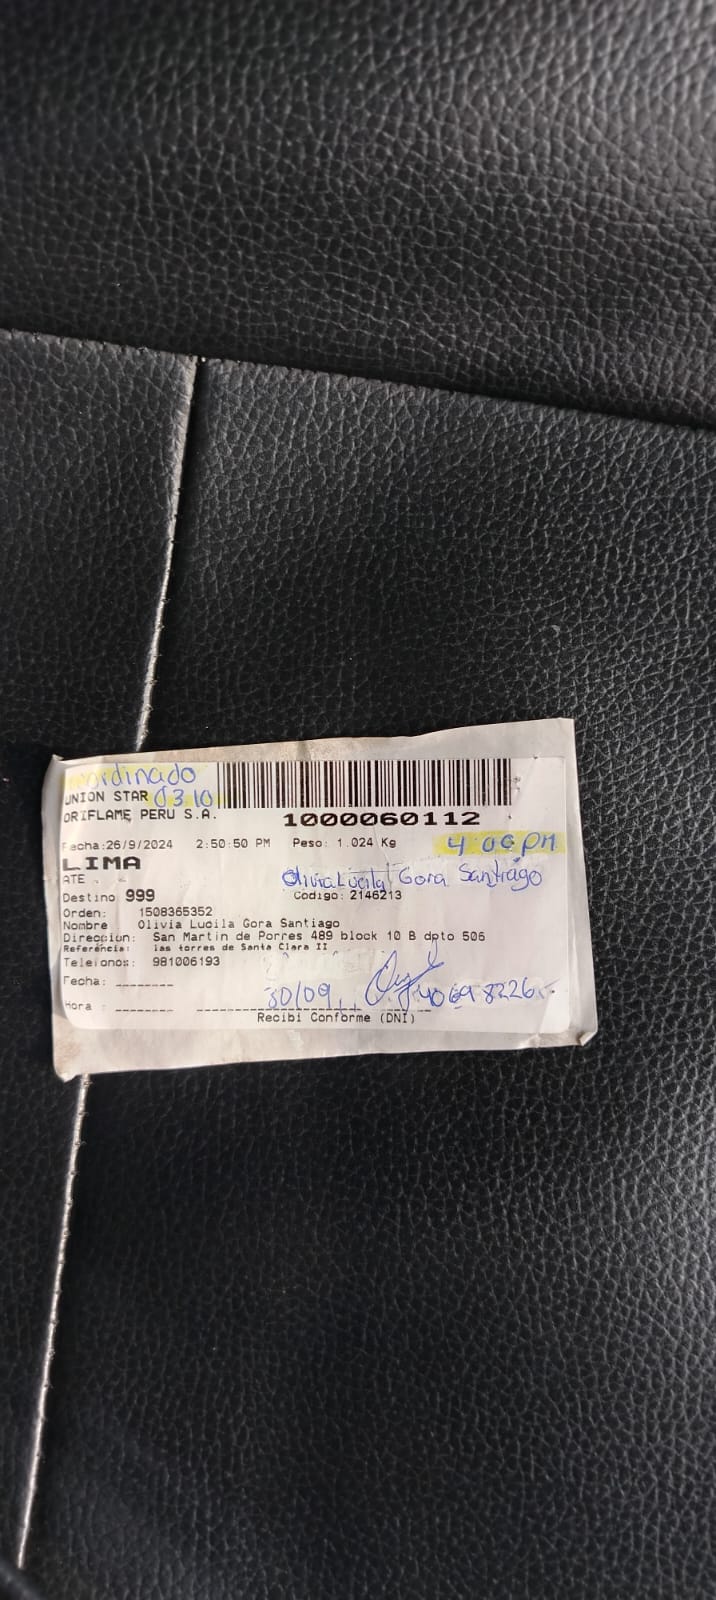 ordinado
UNION STAR 03 10
ORIFLAME PERU S.A.
1000060112
Fecha:26/9/2024 2:50:50 PM Peso: 1.024 Kg 4:00 PM
LIMA
ATE
Olivia Lucila Gora Santiago
Destino 999 Codigo: 2146213
Orden: 1508365352
Nombre Olivia Lucila Gora Santiago
Direccion: San Martin de Porres 489 block 10 B dpto 506
Referencia: las torres de Santa Clara II
Telefonos: 981006193
Fecha: --------
Hora : -------- 30/09 40698226
Recibi Conforme (DNI)